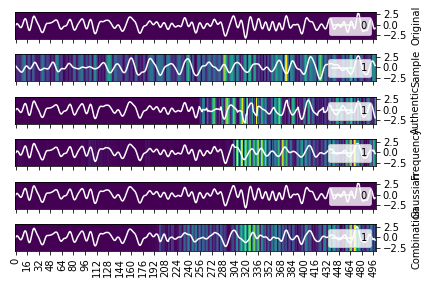 2.5
0 0.0 Original
−2.5
2.5
1 0.0 Sample
−2.5
2.5
1 0.0 Authentic
−2.5
2.5
1 0.0 Frequency
−2.5
2.5
0 0.0 Gaussian
−2.5
2.5
1 0.0 Combination
−2.5
0 16 32 48 64 80 96 112 128 144 160 176 192 208 224 240 256 272 288 304 320 336 352 368 384 400 416 432 448 464 480 496